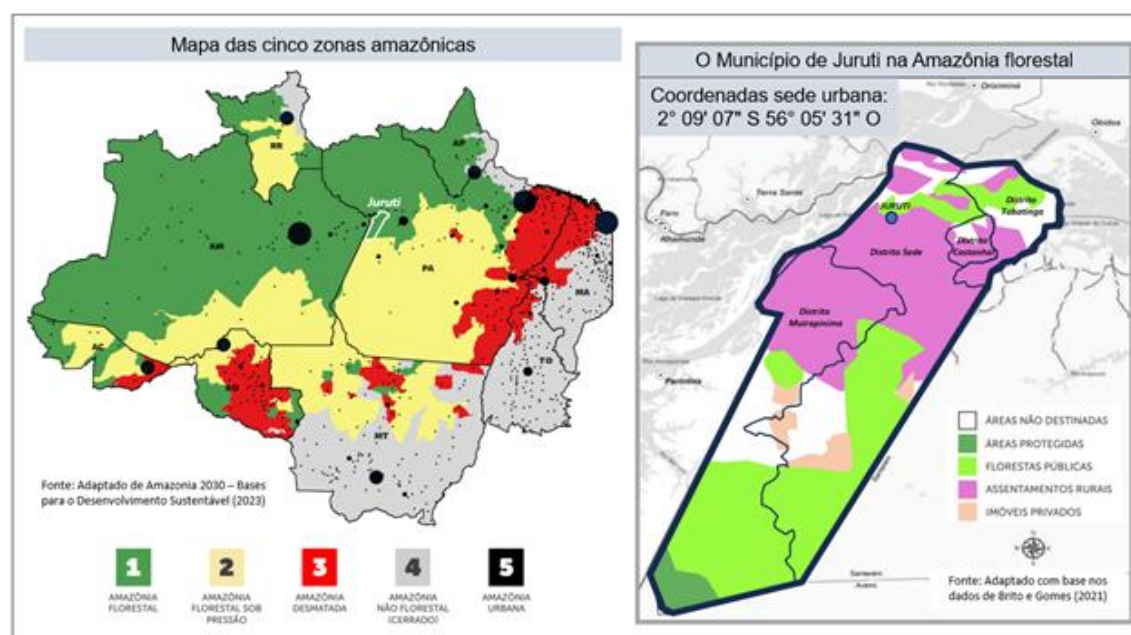 Mapa das cinco zonas amazônicas
RR
AP
Juruti
AM
PA
MA
AC
TO
RO
MT
Fonte: Adaptado de Amazonia 2030 – Bases
para o Desenvolvimento Sustentável (2023)
1
AMAZÔNIA
FLORESTAL
2
AMAZÔNIA
FLORESTAL SOB
PRESSÃO
3
AMAZÔNIA
DESMATADA
4
AMAZÔNIA
NÃO FLORESTAL
(CERRADO)
5
AMAZÔNIA
URBANA
O Município de Juruti na Amazônia florestal
Coordenadas sede urbana:
2° 09' 07" S 56° 05' 31" O
Oriximiná
Óbidos
Terra Santa
Faro
Nhamundá
JURUTI
Distrito
Tabatinga
Distrito
Castanhal
Distrito Sede
Distrito
Muirapinima
Parintins
Santarém
Santarém
Aveiro
ÁREAS NÃO DESTINADAS
ÁREAS PROTEGIDAS
FLORESTAS PÚBLICAS
ASSENTAMENTOS RURAIS
IMÓVEIS PRIVADOS
Fonte: Adaptado com base nos
dados de Brito e Gomes (2021)